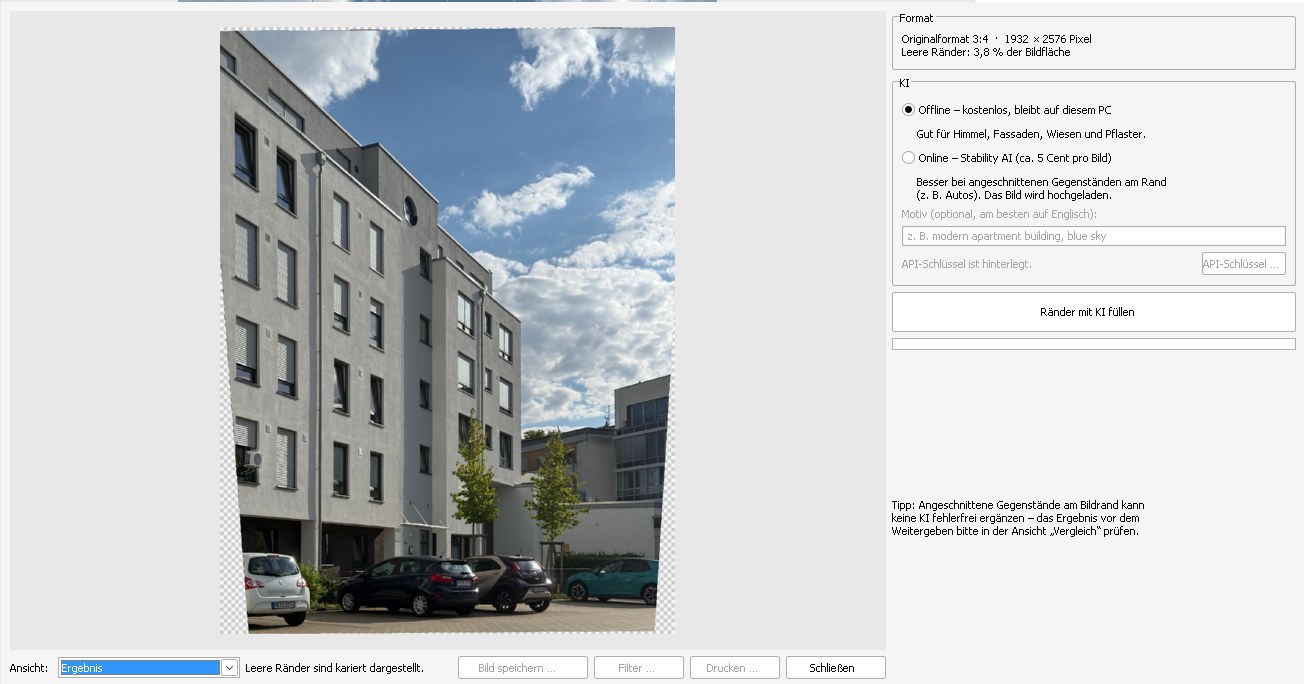 Format
Originalformat 3:4 · 1932 × 2576 Pixel
Leere Ränder: 3,8 % der Bildfläche
KI
Offline – kostenlos, bleibt auf diesem PC
Gut für Himmel, Fassaden, Wiesen und Pflaster.
Online – Stability AI (ca. 5 Cent pro Bild)
Besser bei angeschnittenen Gegenständen am Rand
(z. B. Autos). Das Bild wird hochgeladen.
Motiv (optional, am besten auf Englisch):
z. B. modern apartment building, blue sky
API-Schlüssel ist hinterlegt.
API-Schlüssel ...
Ränder mit KI füllen
Tipp: Angeschnittene Gegenstände am Bildrand kann
keine KI fehlerfrei ergänzen – das Ergebnis vor dem
Weitergeben bitte in der Ansicht „Vergleich“ prüfen.
Ansicht:
Ergebnis
Leere Ränder sind kariert dargestellt.
Bild speichern ...
Filter ...
Drucken ...
Schließen